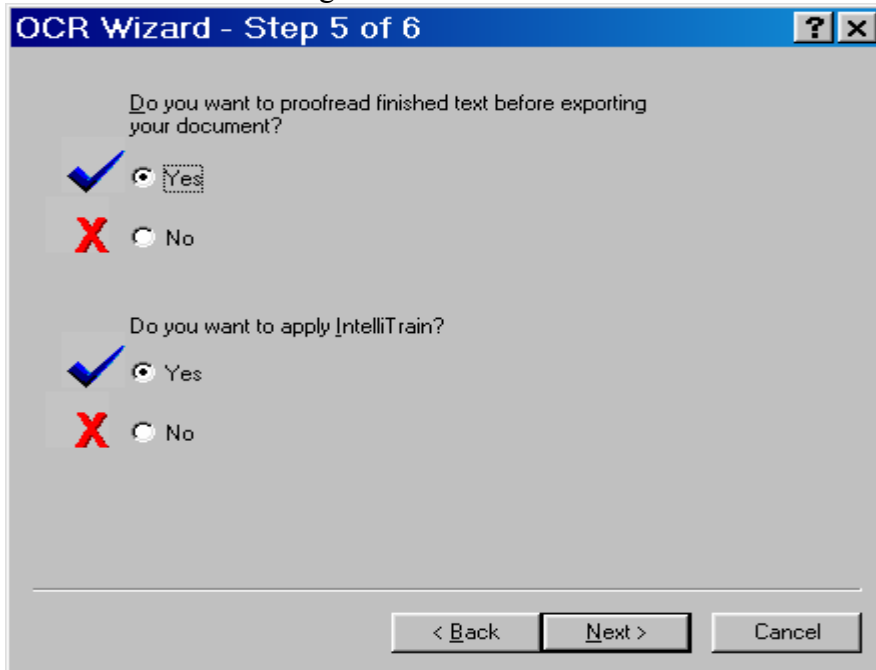 OCR Wizard - Step 5 of 6
Do you want to proofread finished text before exporting
your document?
Yes
No
Do you want to apply IntelliTrain?
Yes
No
< Back Next > Cancel